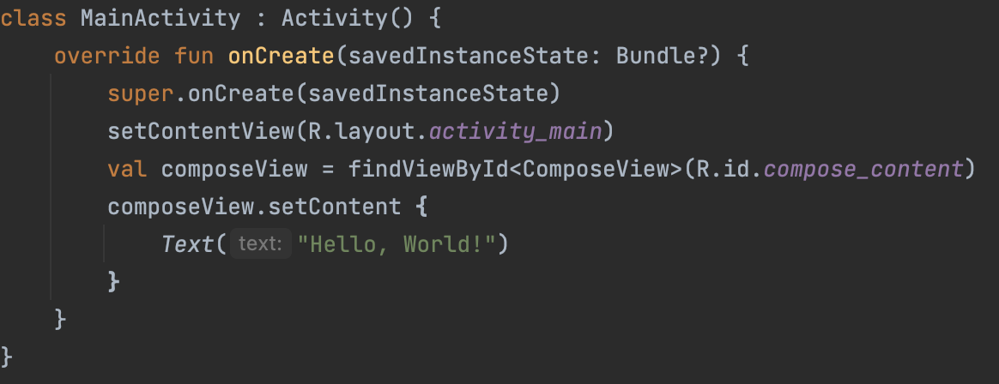 class MainActivity : Activity() {
override fun onCreate(savedInstanceState: Bundle?) {
super.onCreate(savedInstanceState)
setContentView(R.layout.activity_main)
val composeView = findViewById<ComposeView>(R.id.compose_content)
composeView.setContent {
Text( text: "Hello, World!")
}
}
}